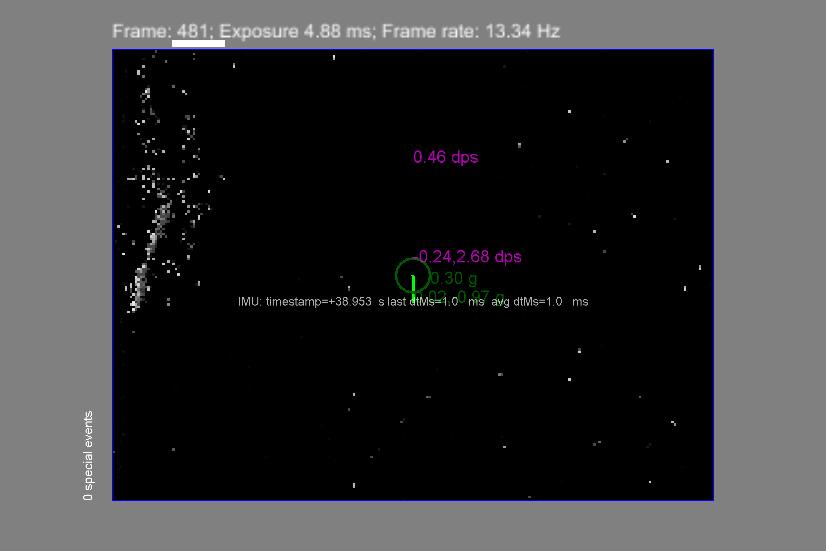 Frame: 481; Exposure 4.88 ms; Frame rate: 13.34 Hz
0.46 dps
-0.24,2.68 dps
0.30 g
0.97 g
IMU: timestamp=+38.953 s last dtMs=1.0 ms avg dtMs=1.0 ms
0 special events